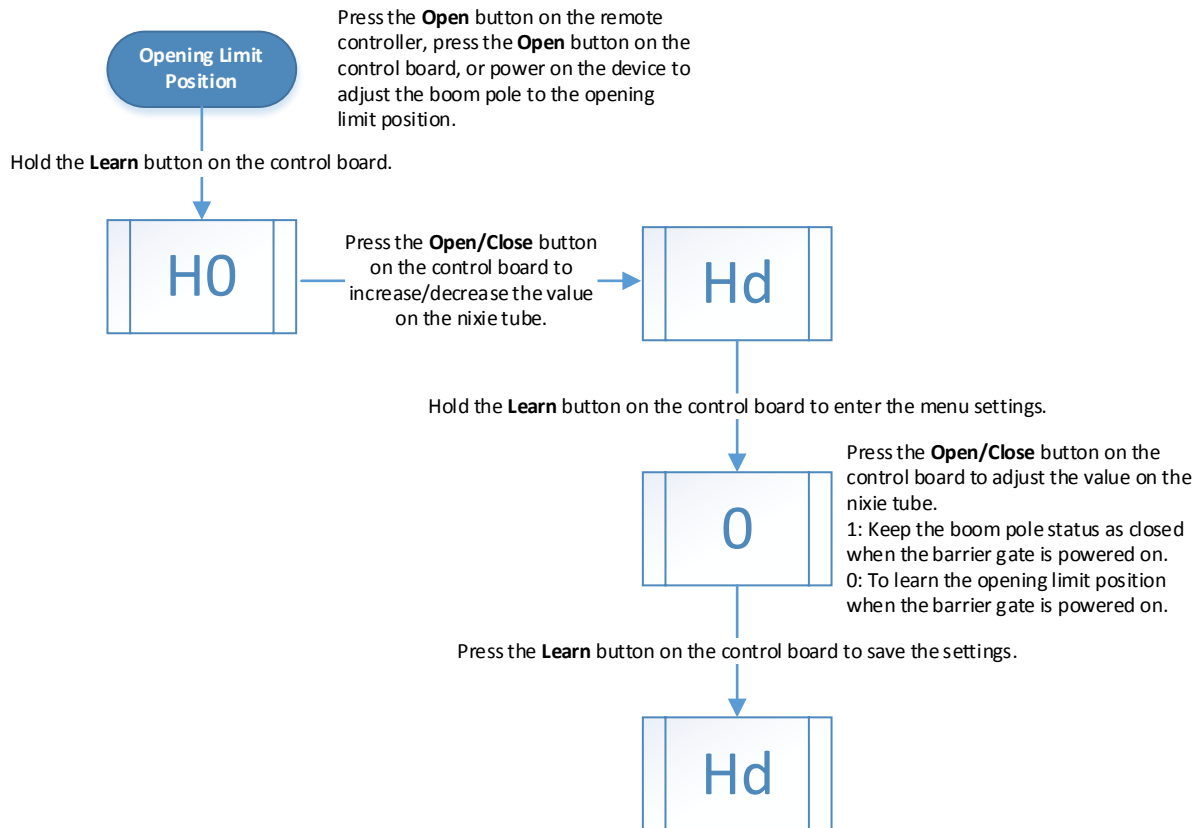 Opening Limit
Position
Press the Open button on the remote
controller, press the Open button on the
control board, or power on the device to
adjust the boom pole to the opening
limit position.
Hold the Learn button on the control board.
H0
Press the Open/Close button
on the control board to
increase/decrease the value
on the nixie tube.
Hd
Hold the Learn button on the control board to enter the menu settings.
0
Press the Open/Close button on the
control board to adjust the value on the
nixie tube.
1: Keep the boom pole status as closed
when the barrier gate is powered on.
0: To learn the opening limit position
when the barrier gate is powered on.
Press the Learn button on the control board to save the settings.
Hd